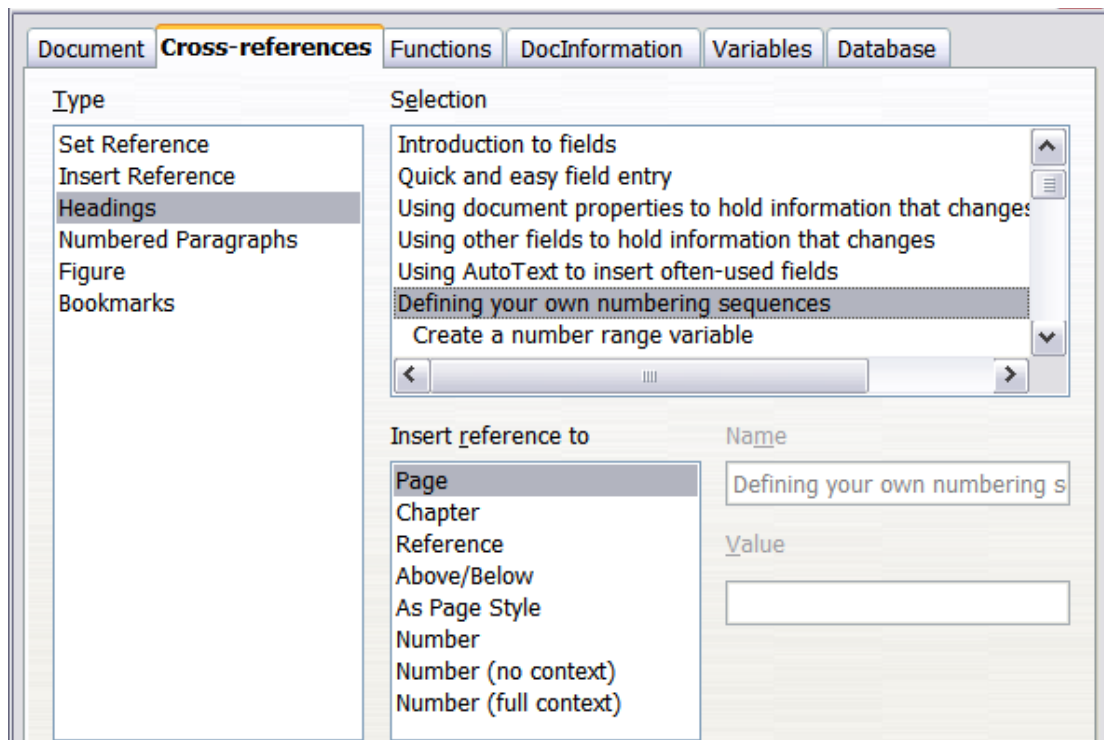 Document Cross-references Functions DocInformation Variables Database
Type
Set Reference
Insert Reference
Headings
Numbered Paragraphs
Figure
Bookmarks
Selection
Introduction to fields
Quick and easy field entry
Using document properties to hold information that changes
Using other fields to hold information that changes
Using AutoText to insert often-used fields
Defining your own numbering sequences
Create a number range variable
Insert reference to
Page
Chapter
Reference
Above/Below
As Page Style
Number
Number (no context)
Number (full context)
Name
Defining your own numbering s
Value